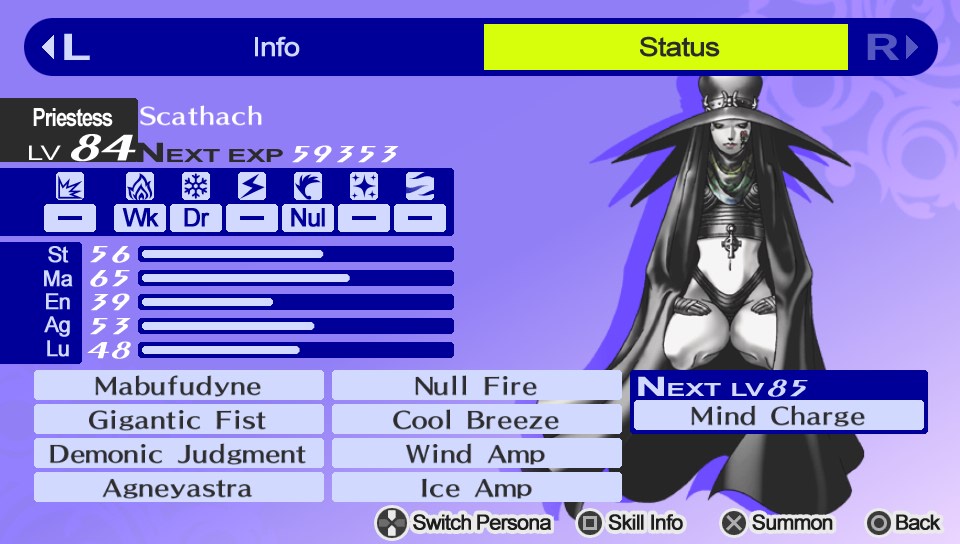 L Info Status R
Priestess Scathach
LV 84 NEXT EXP 59353
— Wk Dr — Nul — —
St 56
Ma 65
En 39
Ag 53
Lu 48
Mabufudyne Null Fire NEXT LV 85
Gigantic Fist Cool Breeze Mind Charge
Demonic Judgment Wind Amp
Agneyastra Ice Amp
Switch Persona Skill Info Summon Back